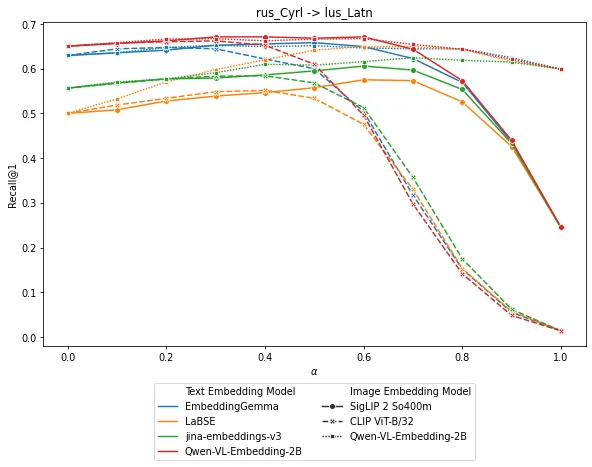 rus_Cyrl -> lus_Latn
Recall@1
0.7
0.6
0.5
0.4
0.3
0.2
0.1
0.0
0.0 0.2 0.4 0.6 0.8 1.0
α
Text Embedding Model
EmbeddingGemma
LaBSE
jina-embeddings-v3
Qwen-VL-Embedding-2B
Image Embedding Model
SigLIP 2 So400m
CLIP ViT-B/32
Qwen-VL-Embedding-2B